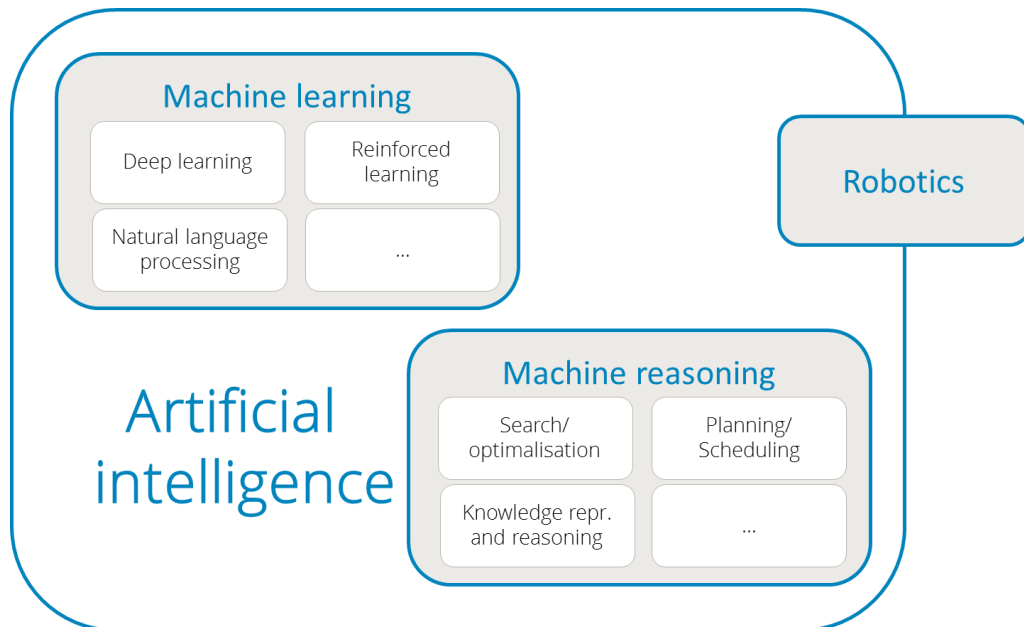 Machine learning
Deep learning
Reinforced
learning
Natural language
processing
...
Robotics
Artificial
intelligence
Machine reasoning
Search/
optimalisation
Planning/
Scheduling
Knowledge repr.
and reasoning
...